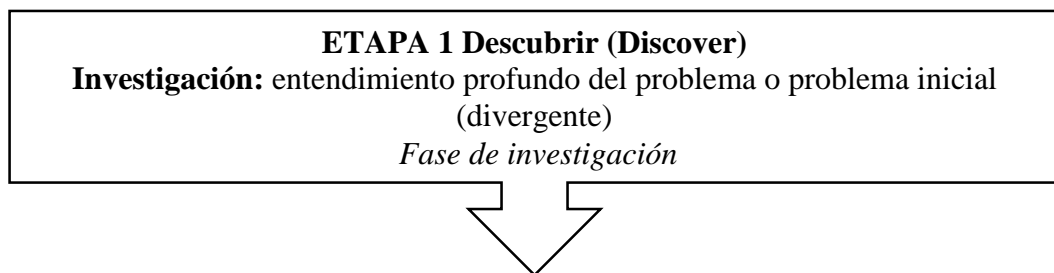 ETAPA 1 Descubrir (Discover)
Investigación: entendimiento profundo del problema o problema inicial
(divergente)
Fase de investigación